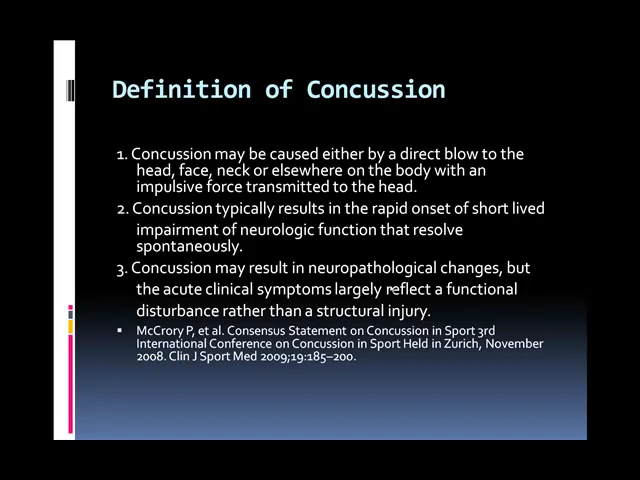 Definition of Concussion
1. Concussion may be caused either by a direct blow to the
head, face, neck or elsewhere on the body with an
impulsive force transmitted to the head.
2. Concussion typically results in the rapid onset of short lived
impairment of neurologic function that resolve
spontaneously.
3. Concussion may result in neuropathological changes, but
the acute clinical symptoms largely reflect a functional
disturbance rather than a structural injury.
▪ McCrory P, et al. Consensus Statement on Concussion in Sport 3rd
International Conference on Concussion in Sport Held in Zurich, November
2008. Clin J Sport Med 2009;19:185–200.